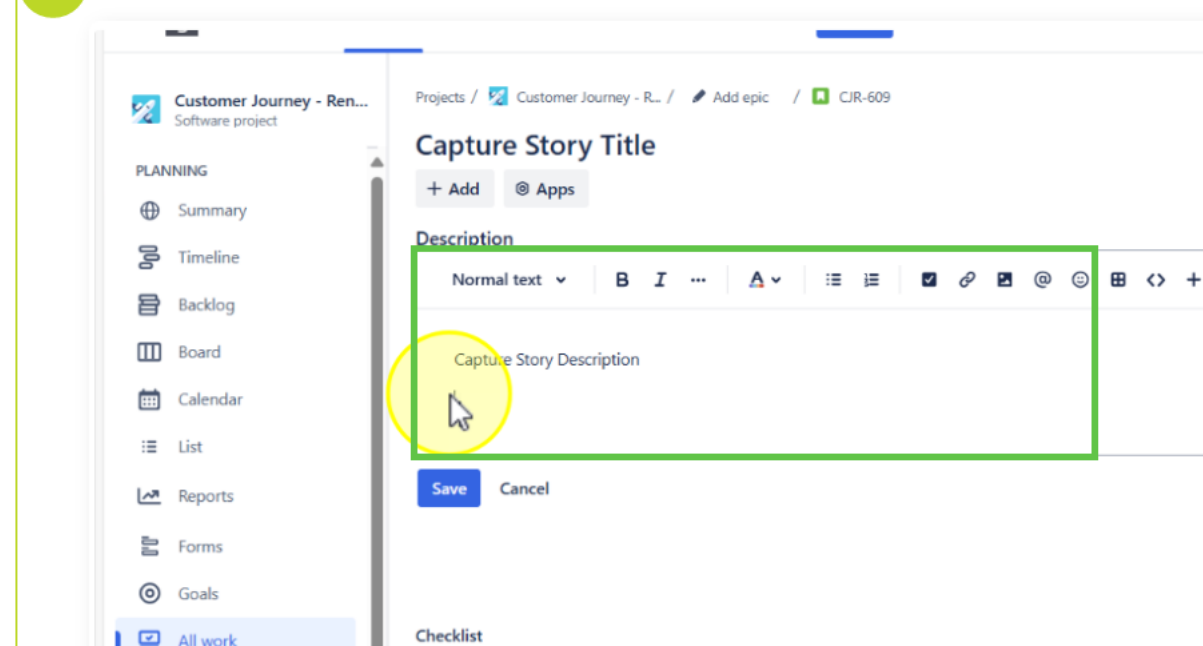 Customer Journey - Ren...
Software project
PLANNING
Summary
Timeline
Backlog
Board
Calendar
List
Reports
Forms
Goals
All work
Projects / Customer Journey - R... / Add epic / CJR-609
Capture Story Title
+ Add Apps
Description
Normal text B I ... A @ <> +
Capture Story Description
Save Cancel
Checklist